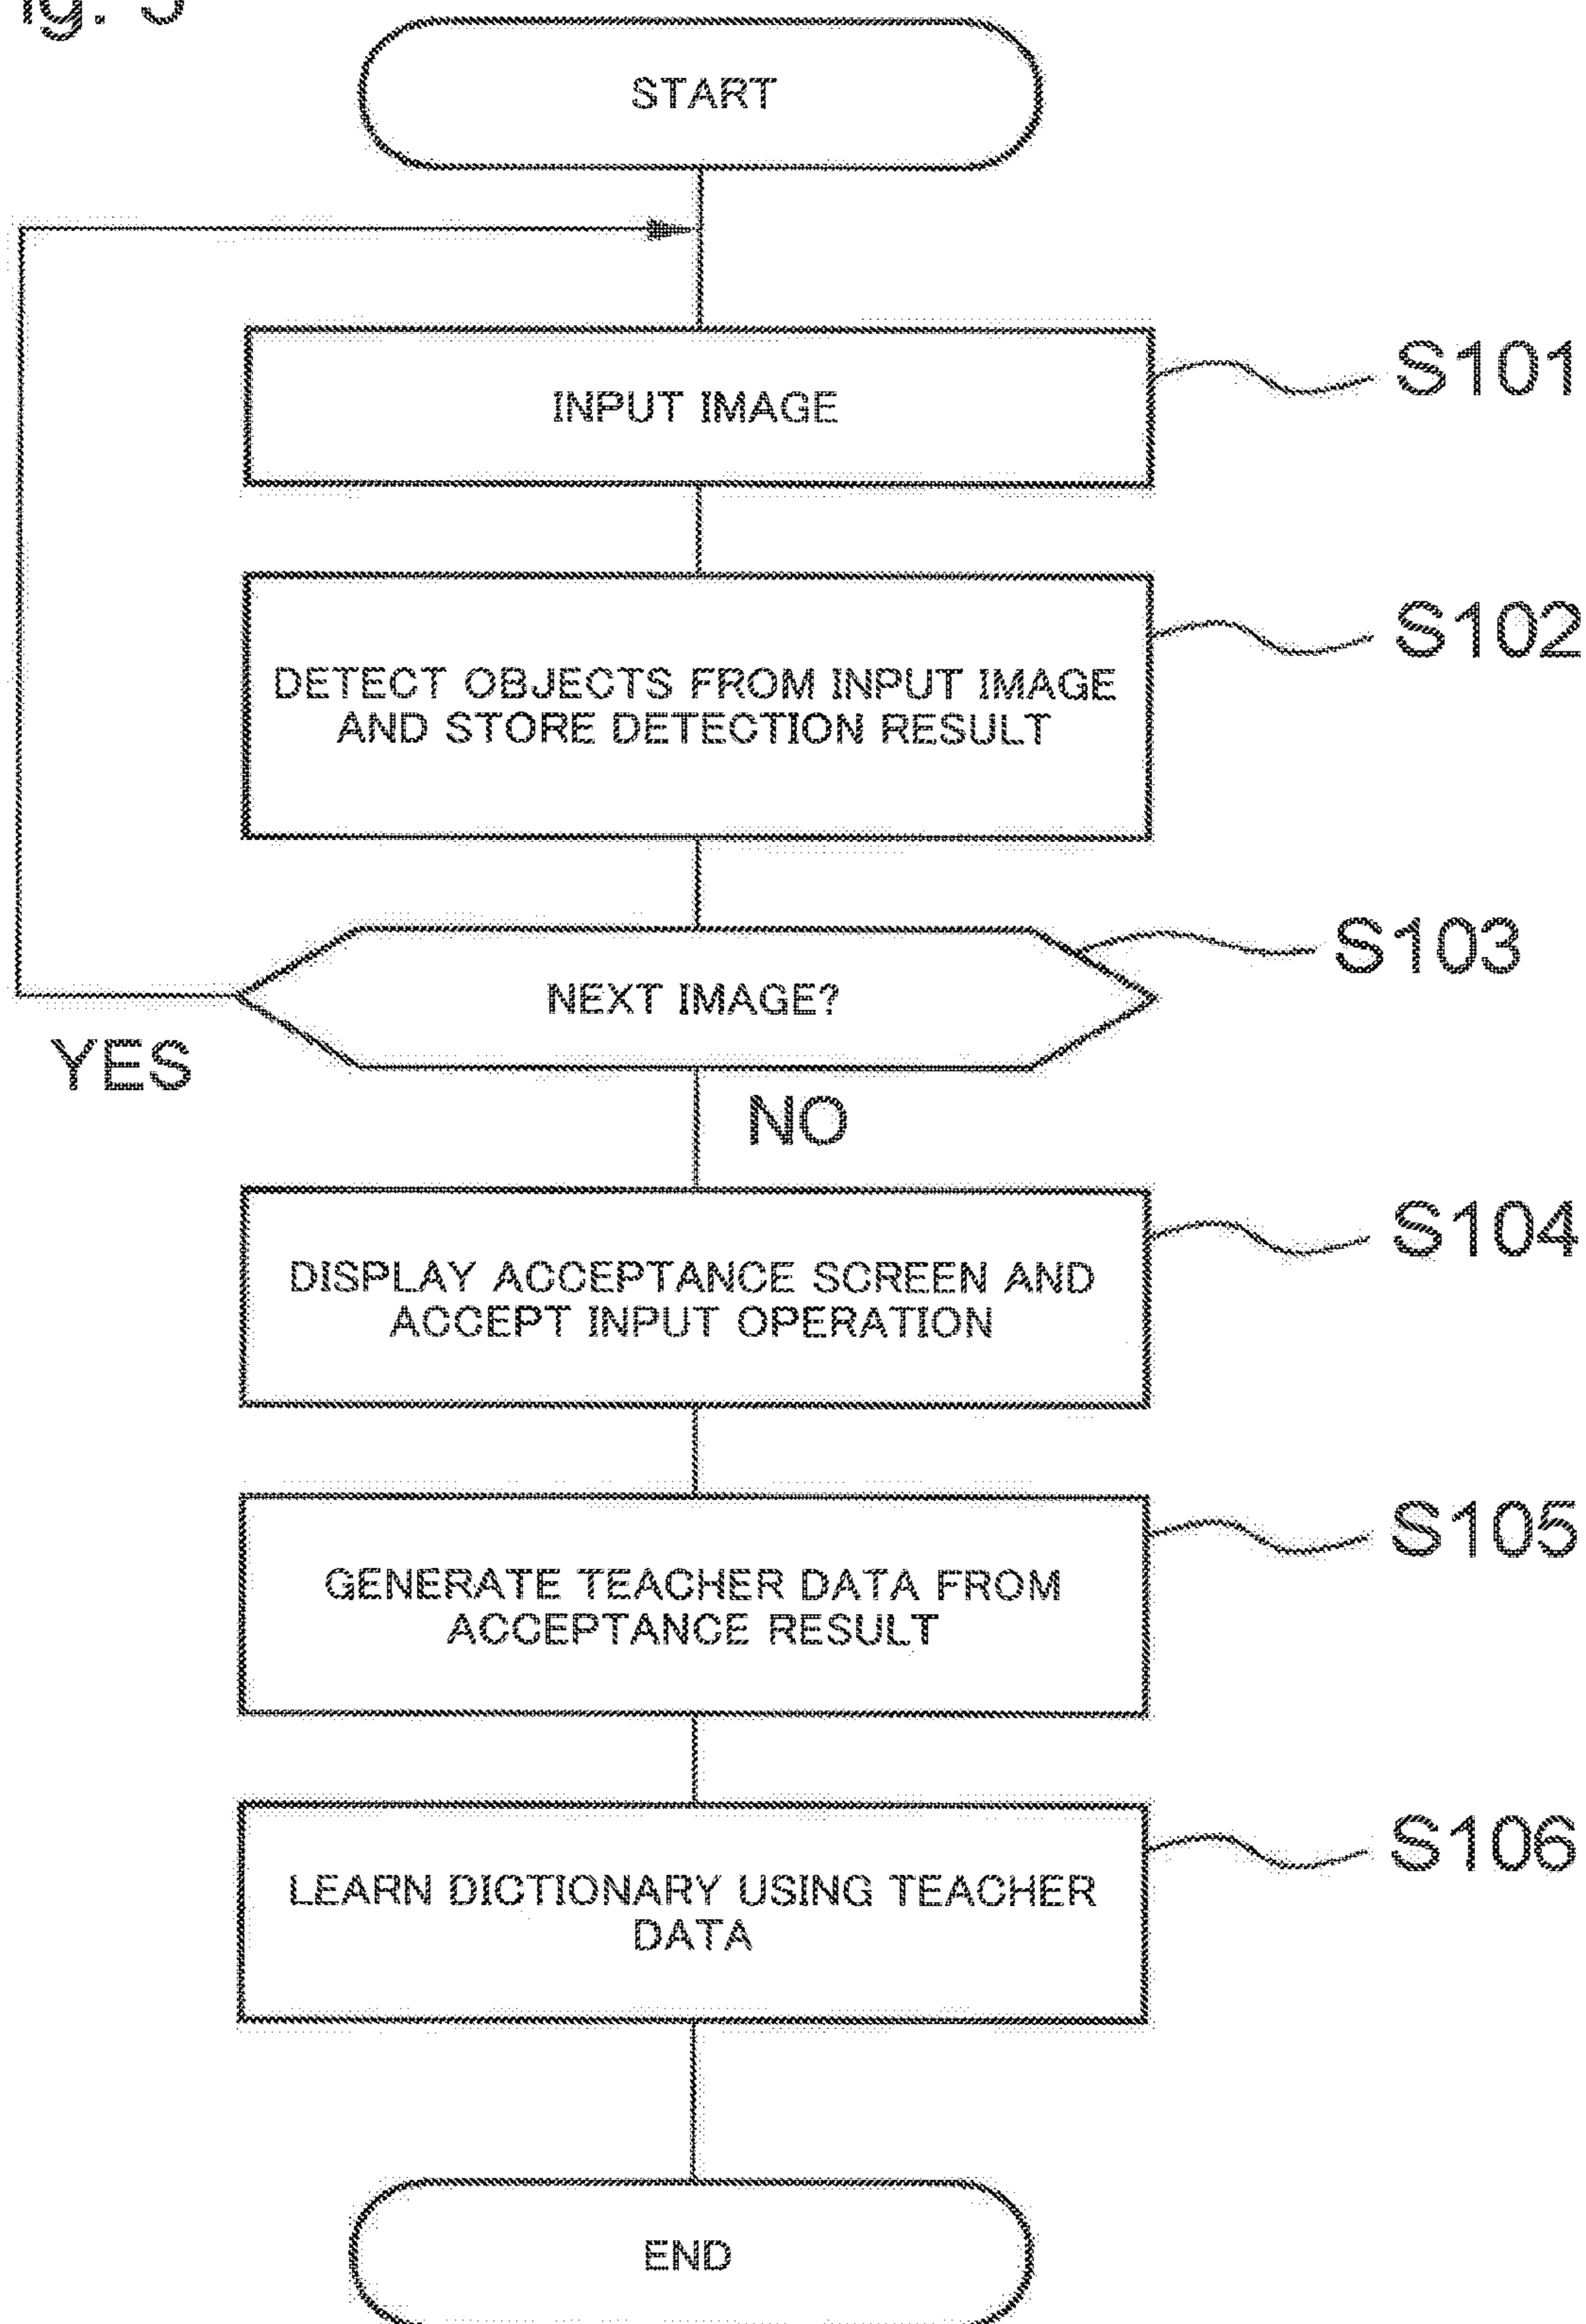 START
INPUT IMAGE
S101
DETECT OBJECTS FROM INPUT IMAGE
AND STORE DETECTION RESULT
S102
NEXT IMAGE?
S103
YES
NO
DISPLAY ACCEPTANCE SCREEN AND
ACCEPT INPUT OPERATION
S104
GENERATE TEACHER DATA FROM
ACCEPTANCE RESULT
S105
LEARN DICTIONARY USING TEACHER
DATA
S106
END